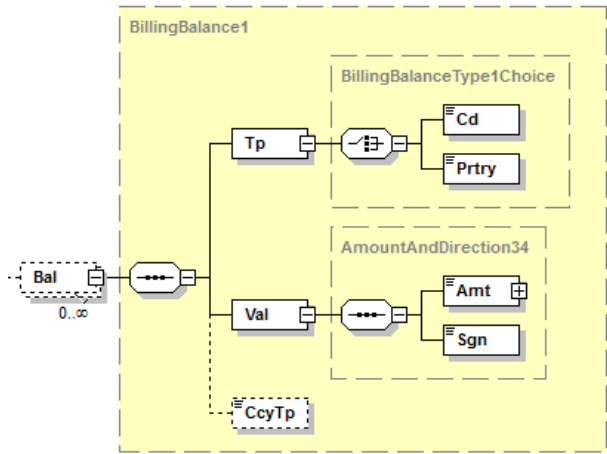 BillingBalance1
BillingBalanceType1Choice
Cd
Tp
Prtry
AmountAndDirection34
Bal
0..∞
Amt
Val
Sgn
CcyTp